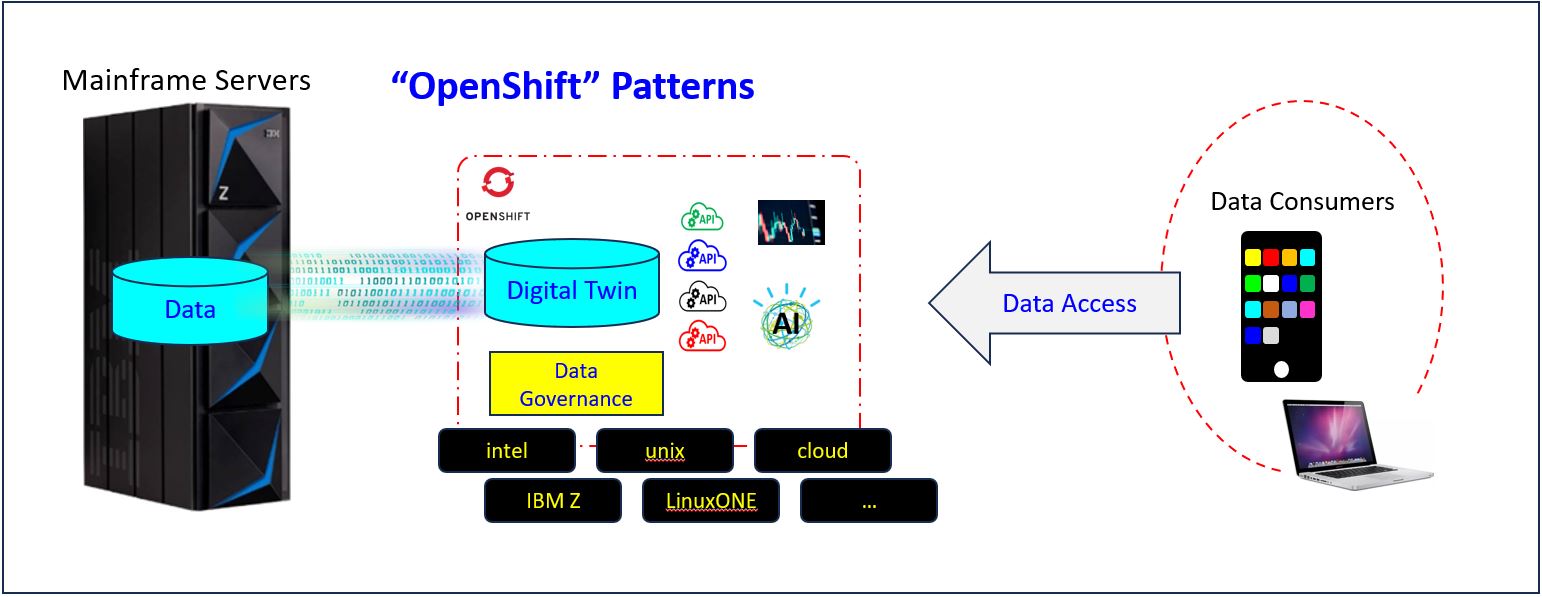 Mainframe Servers
“OpenShift” Patterns
IBM
Z
Data
OPENSHIFT
Digital Twin
API
API
API
API
AI
Data
Governance
intel
unix
cloud
IBM Z
LinuxONE
...
Data Access
Data Consumers